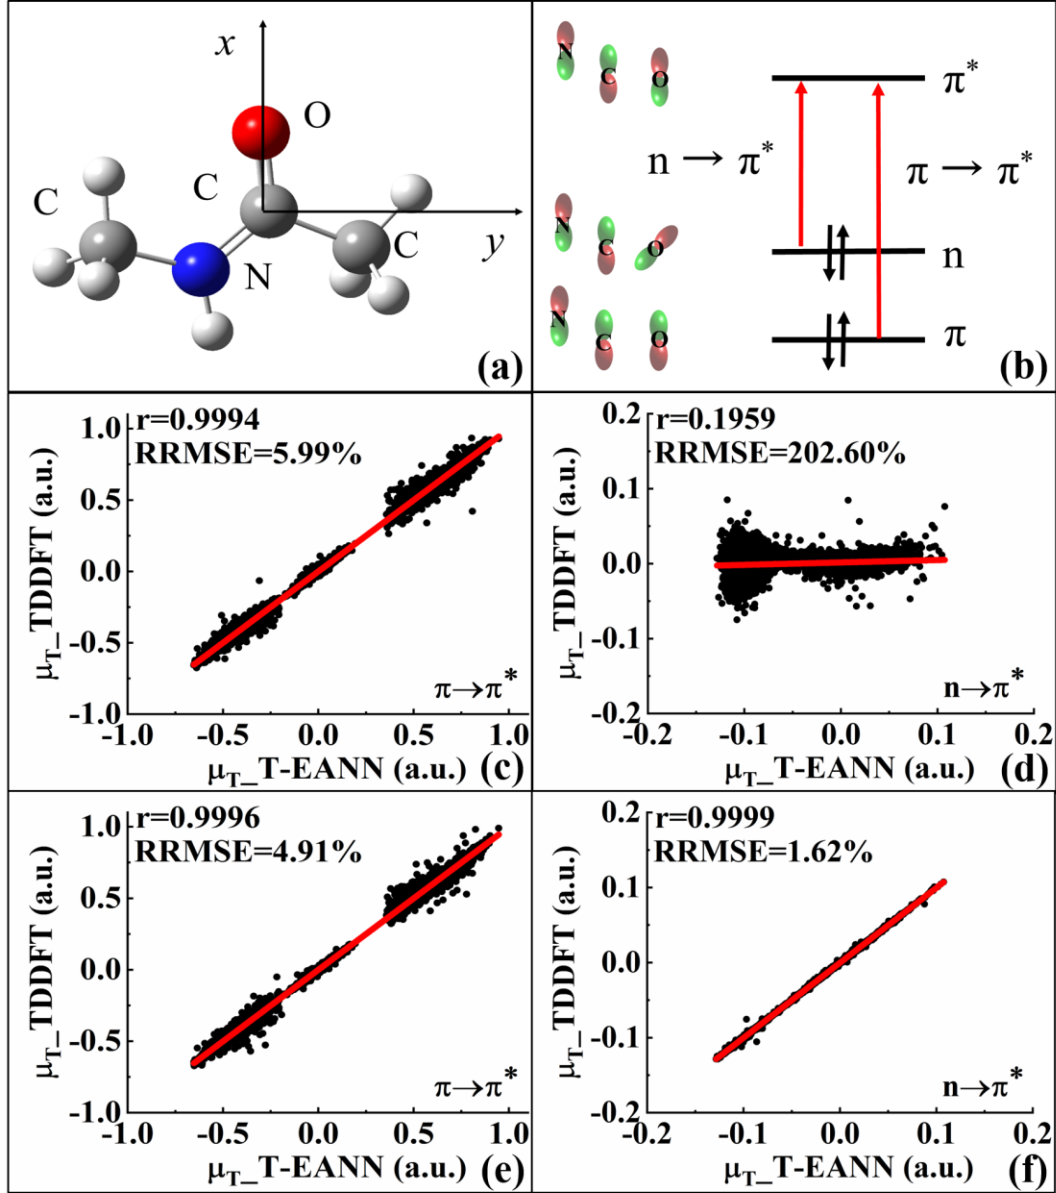 x
O
C
C
C
N
y
(a)
N
C
O
π*
n → π*
π → π*
N
C
O
n
N
C
O
π
(b)
r=0.9994
RRMSE=5.99%
μT_TDDFT (a.u.)
1.0
0.5
0.0
-0.5
-1.0
π→π*
-1.0 -0.5 0.0 0.5 1.0
μT_T-EANN (a.u.) (c)
r=0.1959
RRMSE=202.60%
μT_TDDFT (a.u.)
0.2
0.1
0.0
-0.1
-0.2
n→π*
-0.2 -0.1 0.0 0.1 0.2
μT_T-EANN (a.u.) (d)
r=0.9996
RRMSE=4.91%
μT_TDDFT (a.u.)
1.0
0.5
0.0
-0.5
-1.0
π→π*
-1.0 -0.5 0.0 0.5 1.0
μT_T-EANN (a.u.) (e)
r=0.9999
RRMSE=1.62%
μT_TDDFT (a.u.)
0.2
0.1
0.0
-0.1
-0.2
n→π*
-0.2 -0.1 0.0 0.1 0.2
μT_T-EANN (a.u.) (f)